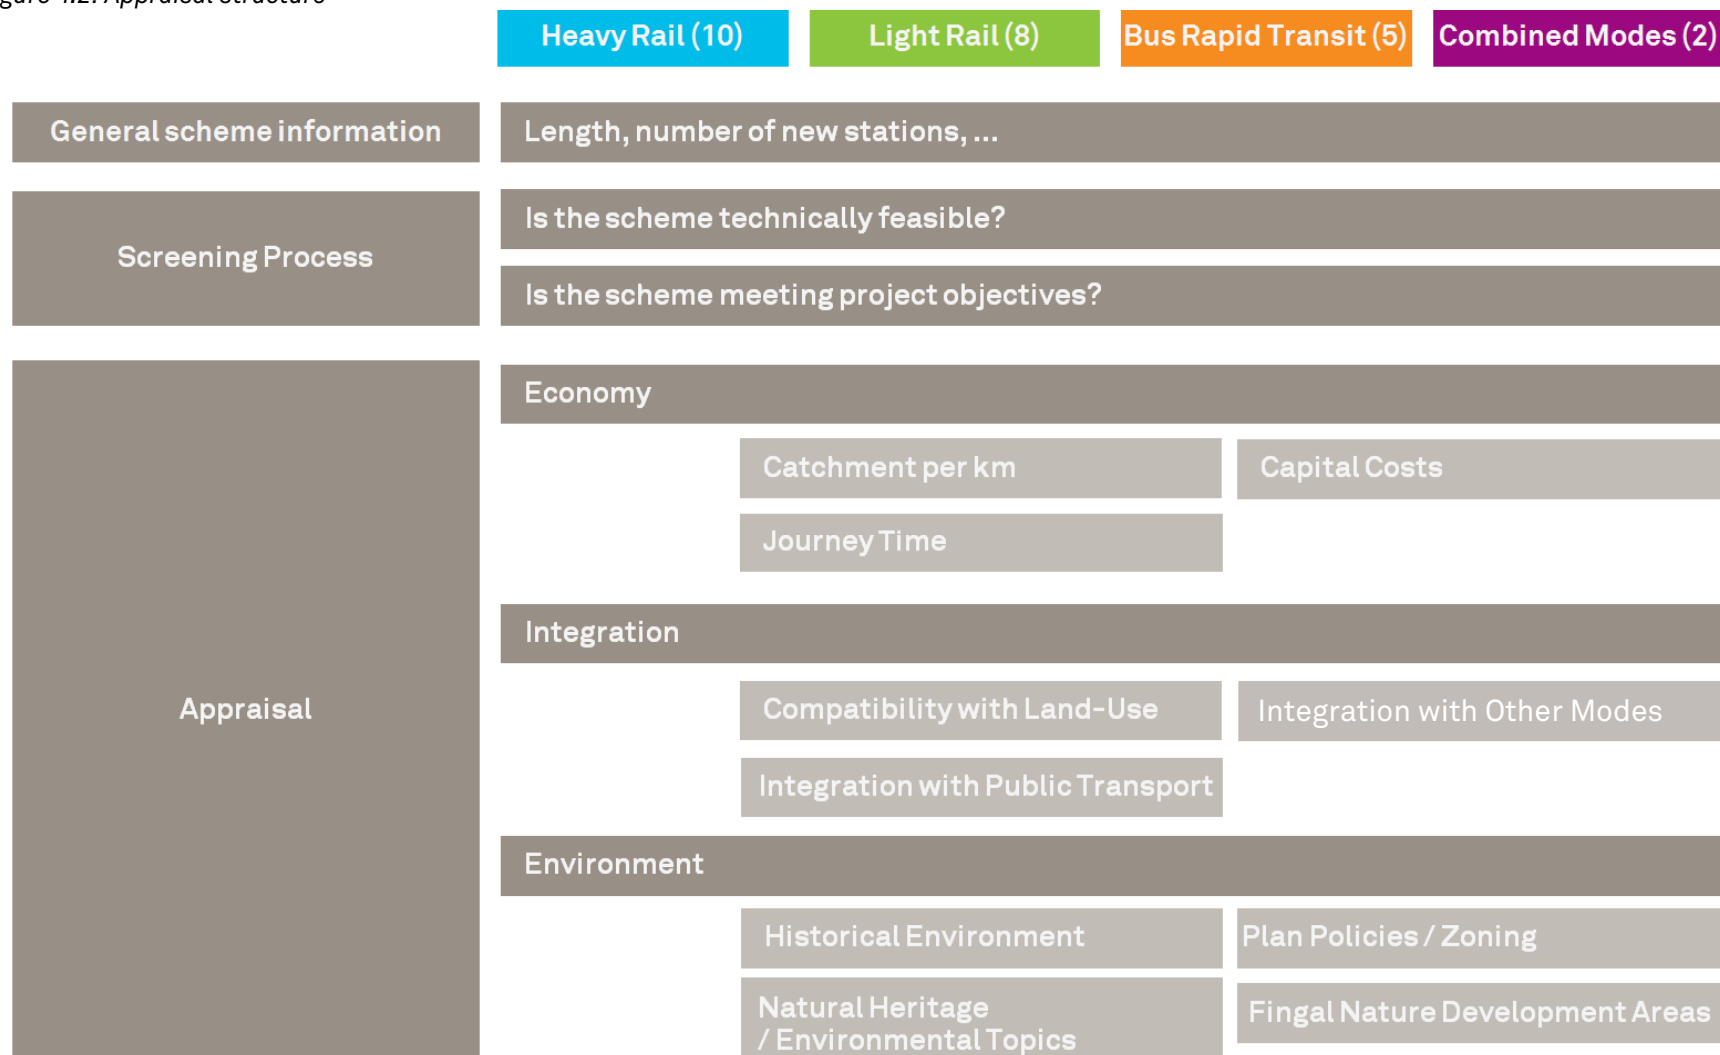 Appraisal structure
Heavy Rail (10)
Light Rail (8)
Bus Rapid Transit (5)
Combined Modes (2)
General scheme information
Length, number of new stations, ...
Screening Process
Is the scheme technically feasible?
Is the scheme meeting project objectives?
Appraisal
Economy
Catchment per km
Capital Costs
Journey Time
Integration
Compatibility with Land-Use
Integration with Other Modes
Integration with Public Transport
Environment
Historical Environment
Plan Policies / Zoning
Natural Heritage
/ Environmental Topics
Fingal Nature Development Areas